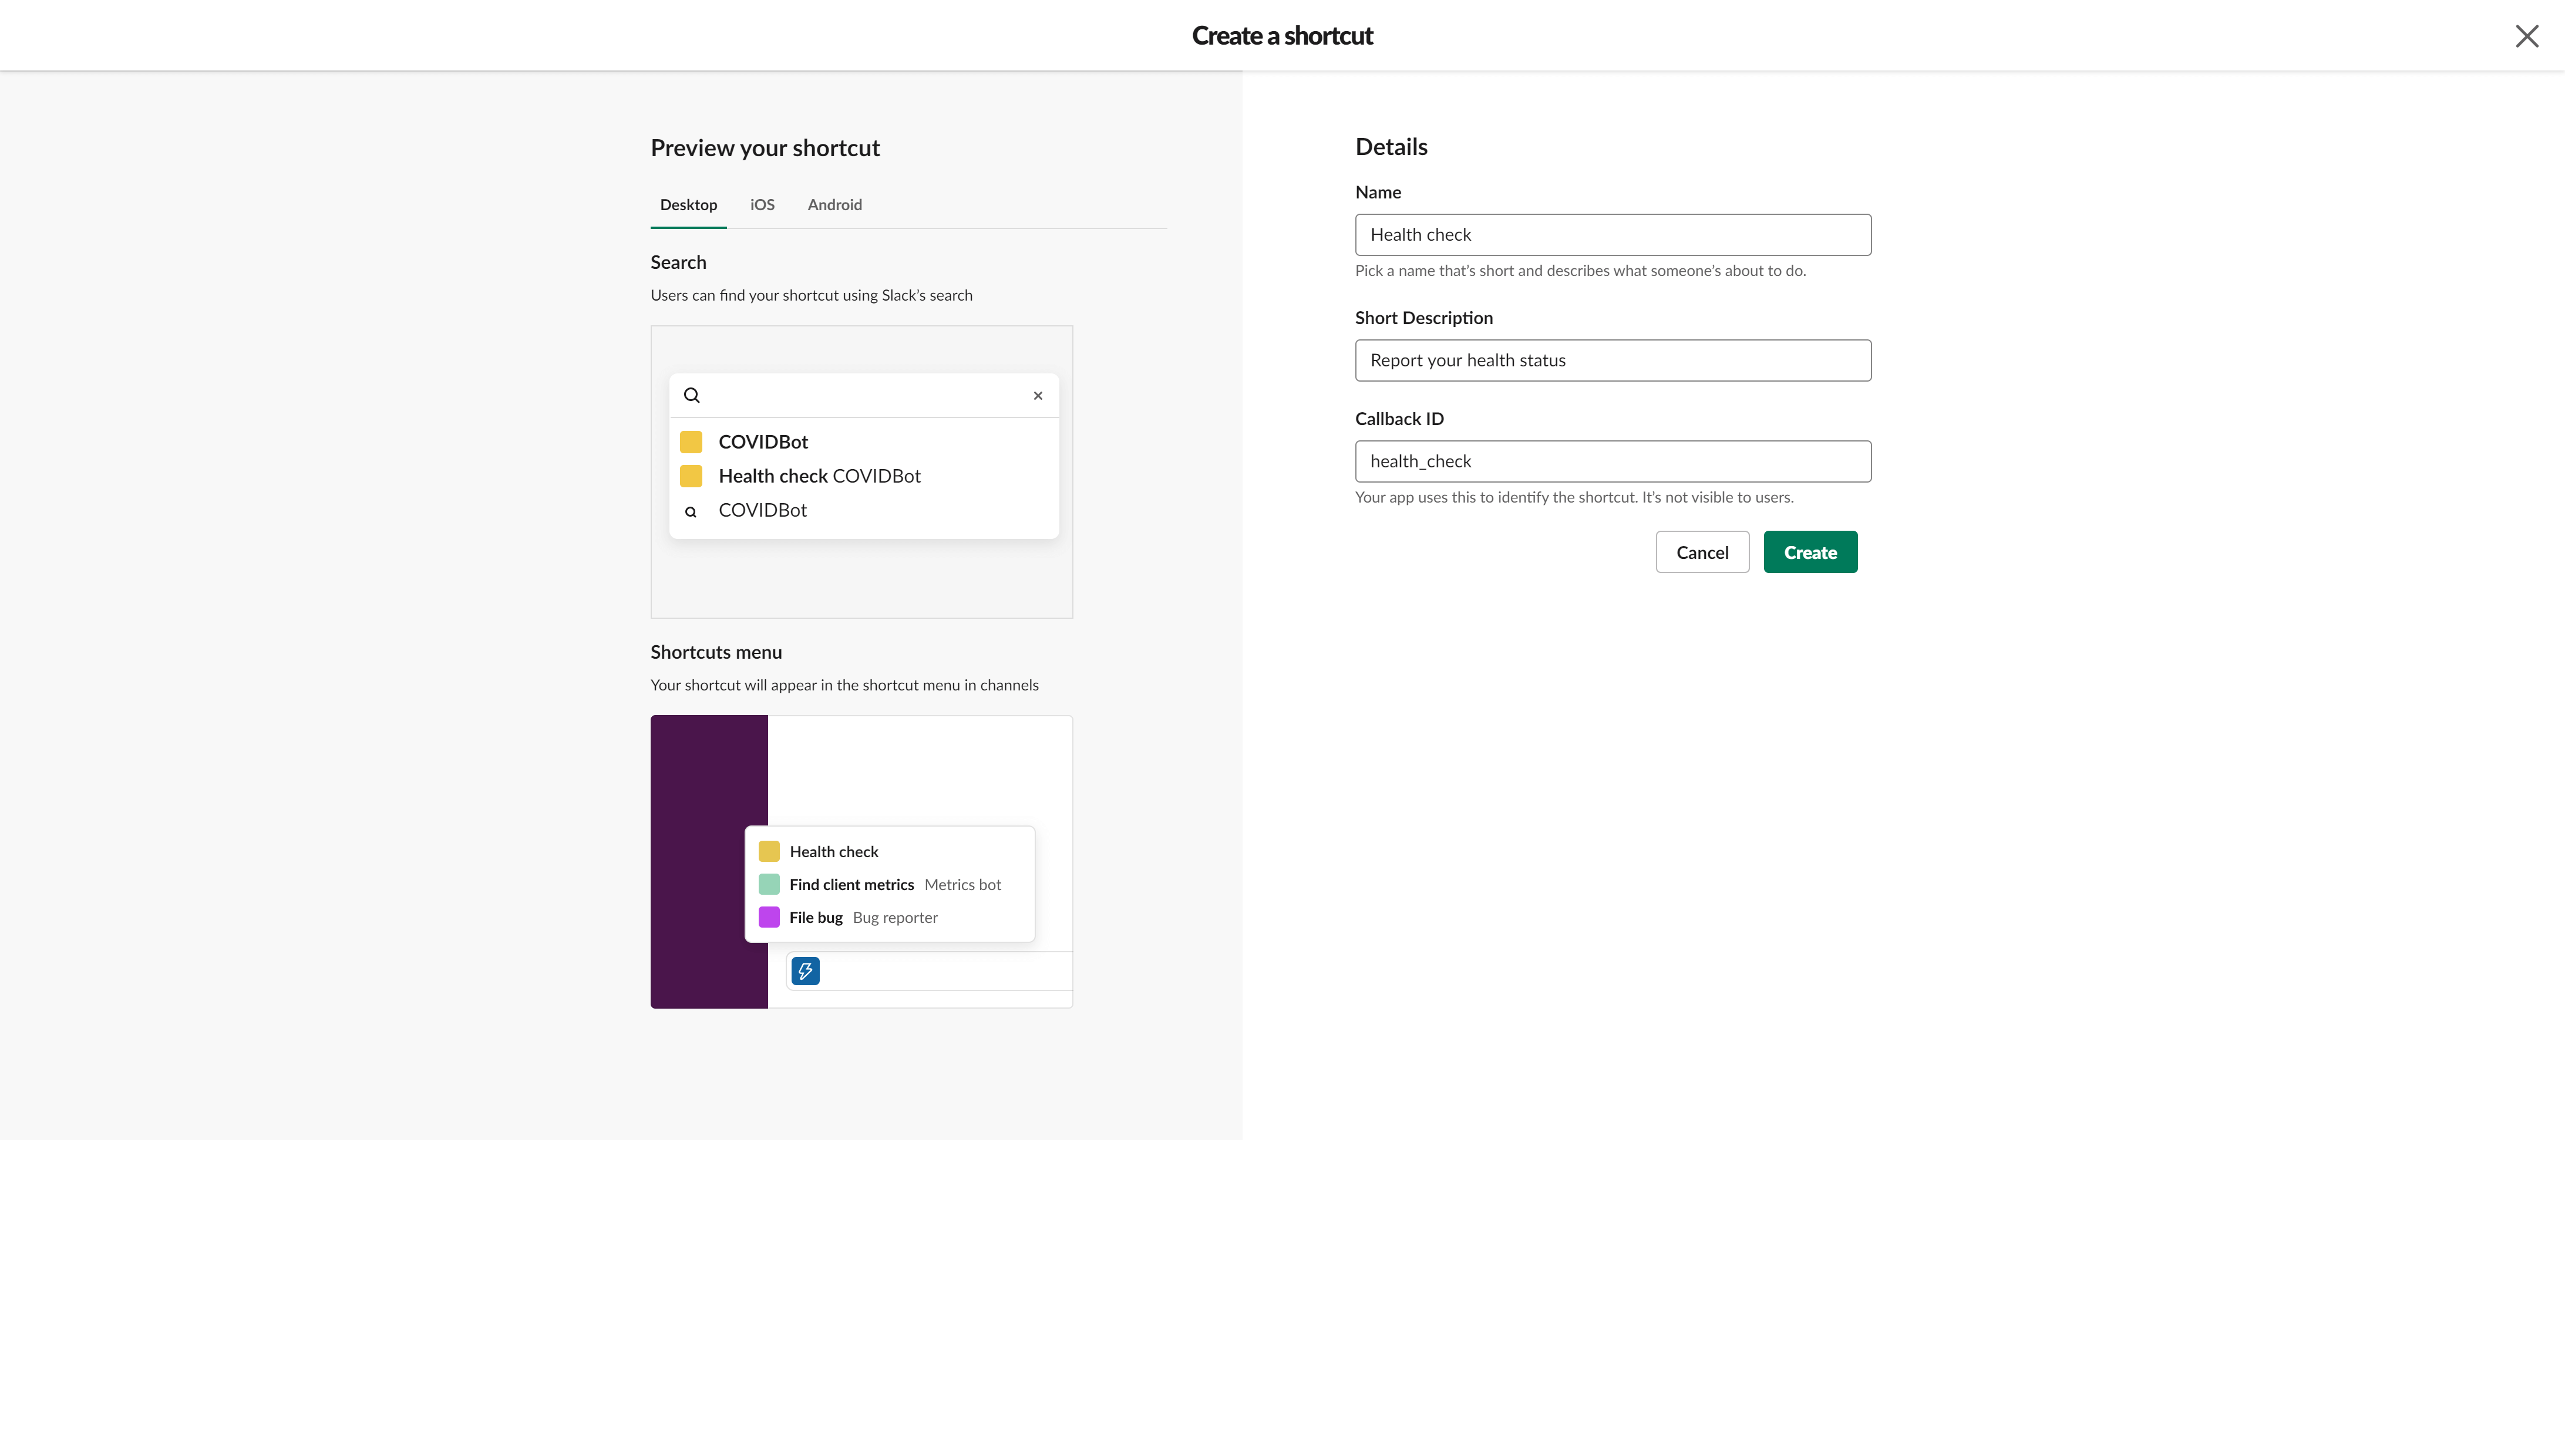 Create a shortcut
Preview your shortcut
Desktop iOS Android
Search
Users can find your shortcut using Slack’s search
COVIDBot
Health check COVIDBot
COVIDBot
Shortcuts menu
Your shortcut will appear in the shortcut menu in channels
Health check
Find client metrics Metrics bot
File bug Bug reporter
Details
Name
Health check
Pick a name that’s short and describes what someone’s about to do.
Short Description
Report your health status
Callback ID
health_check
Your app uses this to identify the shortcut. It’s not visible to users.
Cancel Create